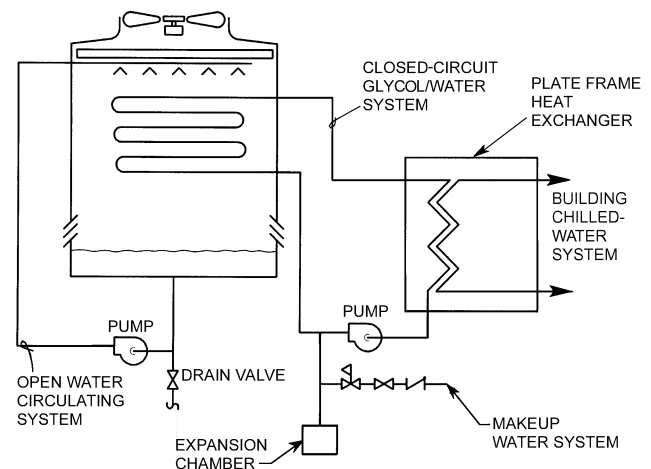 CLOSED-CIRCUIT
GLYCOL/WATER
SYSTEM
PLATE FRAME
HEAT
EXCHANGER
BUILDING
CHILLED-
WATER
SYSTEM
PUMP
PUMP
OPEN WATER
CIRCULATING
SYSTEM
DRAIN VALVE
EXPANSION
CHAMBER
MAKEUP
WATER SYSTEM